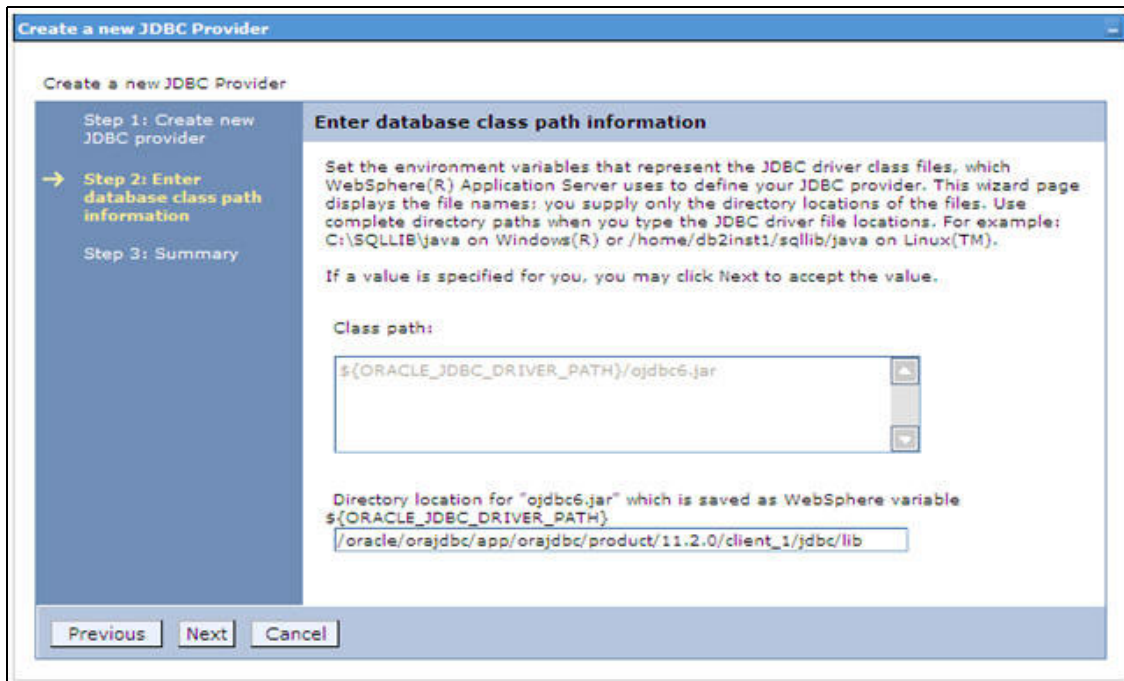 Create a new JDBC Provider
Create a new JDBC Provider
Step 1: Create new
JDBC provider
Step 2: Enter
database class path
information
Step 3: Summary
Enter database class path information
Set the environment variables that represent the JDBC driver class files, which
WebSphere(R) Application Server uses to define your JDBC provider. This wizard page
displays the file names; you supply only the directory locations of the files. Use
complete directory paths when you type the JDBC driver file locations. For example:
C:\SQLLIB\java on Windows(R) or /home/db2inst1/sqllib/java on Linux(TM).
If a value is specified for you, you may click Next to accept the value.
Class path:
${ORACLE_JDBC_DRIVER_PATH}/ojdbc6.jar
Directory location for "ojdbc6.jar" which is saved as WebSphere variable
${ORACLE_JDBC_DRIVER_PATH}
/oracle/orajdbc/app/orajdbc/product/11.2.0/client_1/jdbc/lib
Previous Next Cancel